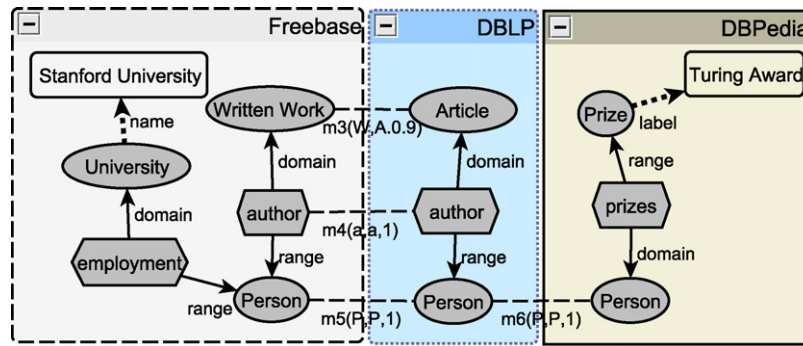 Freebase
DBLP
DBPedia
Stanford University
Turing Award
name
Written Work
m3(W,A.0.9)
Article
Prize
label
University
domain
domain
domain
range
author
m4(a,a,1)
author
prizes
domain
employment
range
range
domain
range
Person
m5(P,P,1)
Person
m6(P,P,1)
Person